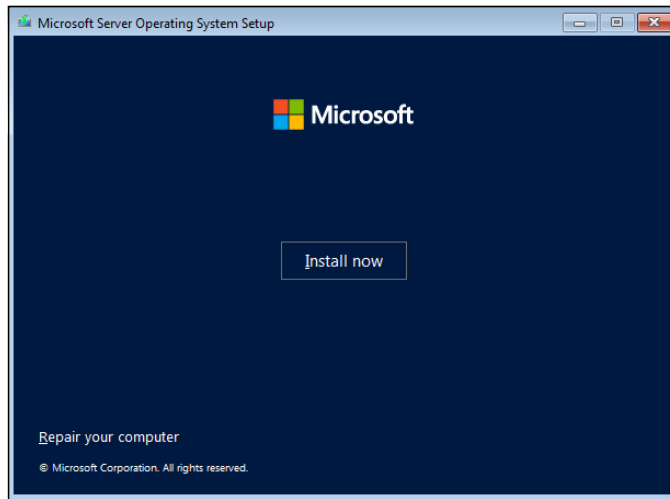 Microsoft Server Operating System Setup
Microsoft
Install now
Repair your computer
© Microsoft Corporation. All rights reserved.